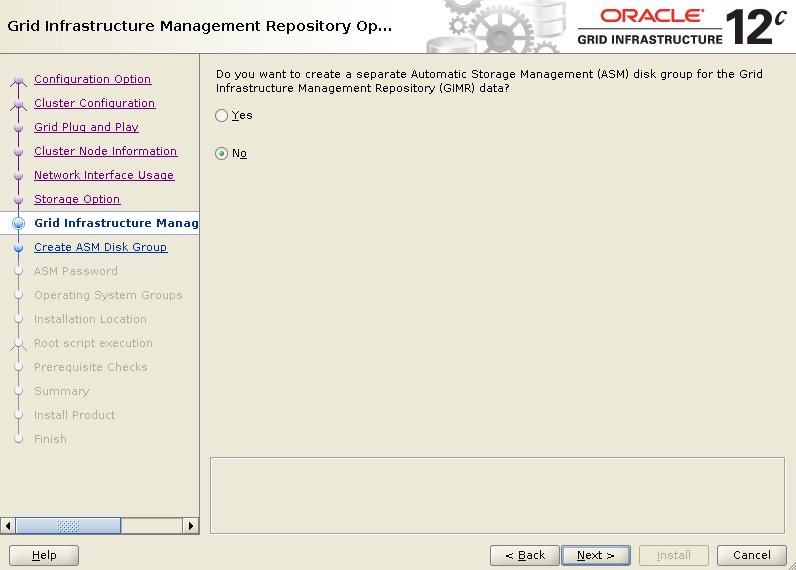 Grid Infrastructure Management Repository Op...
ORACLE®
GRID INFRASTRUCTURE
12c
Configuration Option
Cluster Configuration
Grid Plug and Play
Cluster Node Information
Network Interface Usage
Storage Option
Grid Infrastructure Manag
Create ASM Disk Group
ASM Password
Operating System Groups
Installation Location
Root script execution
Prerequisite Checks
Summary
Install Product
Finish
Do you want to create a separate Automatic Storage Management (ASM) disk group for the Grid
Infrastructure Management Repository (GIMR) data?
Yes
No
Help
< Back
Next >
Install
Cancel